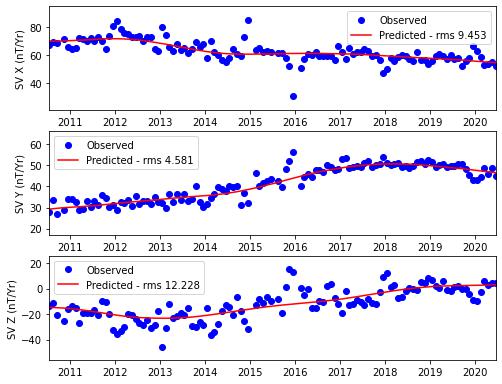 SV X (nT/Yr)
80
60
40
Observed
Predicted - rms 9.453
2011 2012 2013 2014 2015 2016 2017 2018 2019 2020
SV Y (nT/Yr)
60
50
40
30
20
Observed
Predicted - rms 4.581
2011 2012 2013 2014 2015 2016 2017 2018 2019 2020
SV Z (nT/Yr)
20
0
−20
−40
Observed
Predicted - rms 12.228
2011 2012 2013 2014 2015 2016 2017 2018 2019 2020